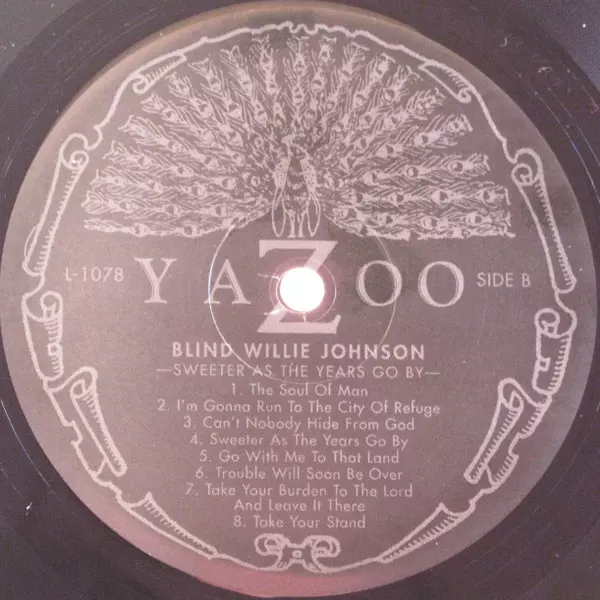 L-1078 YAZOO SIDE B
BLIND WILLIE JOHNSON
—SWEETER AS THE YEARS GO BY—
1. The Soul Of Man
2. I'm Gonna Run To The City Of Refuge
3. Can't Nobody Hide From God
4. Sweeter As The Years Go By
5. Go With Me To That Land
6. Trouble Will Soon Be Over
7. Take Your Burden To The Lord
And Leave It There
8. Take Your Stand